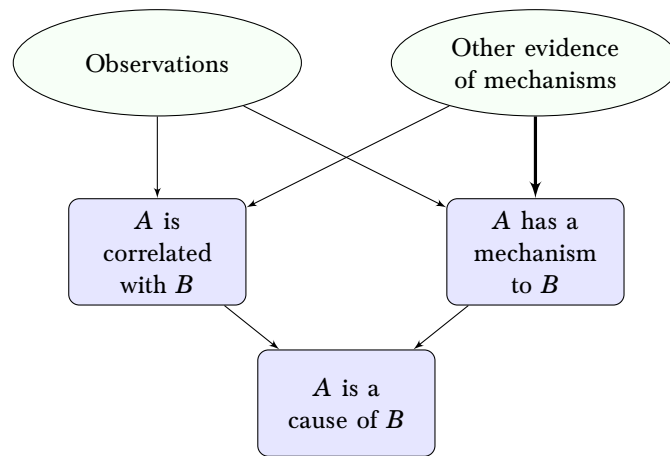 Observations
Other evidence
of mechanisms
A is
correlated
with B
A has a
mechanism
to B
A is a
cause of B